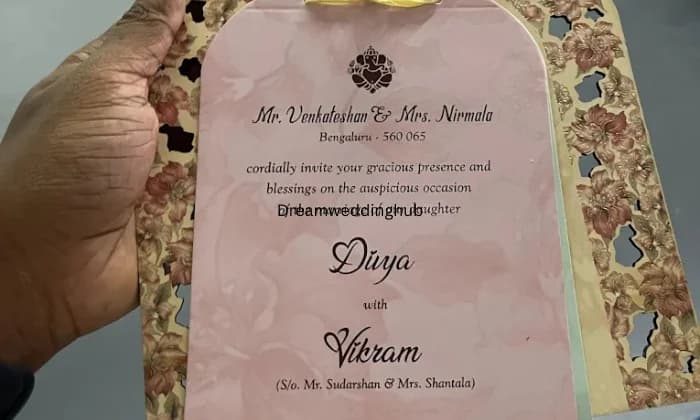 Mr. Venkateshan & Mrs. Nirmala
Bengaluru - 560 065
cordially invite your gracious presence and
blessings on the auspicious occasion
daughter
Dreamweddinghub
Divya
with
Vikram
(S/o. Mr. Sudarshan & Mrs. Shantala)